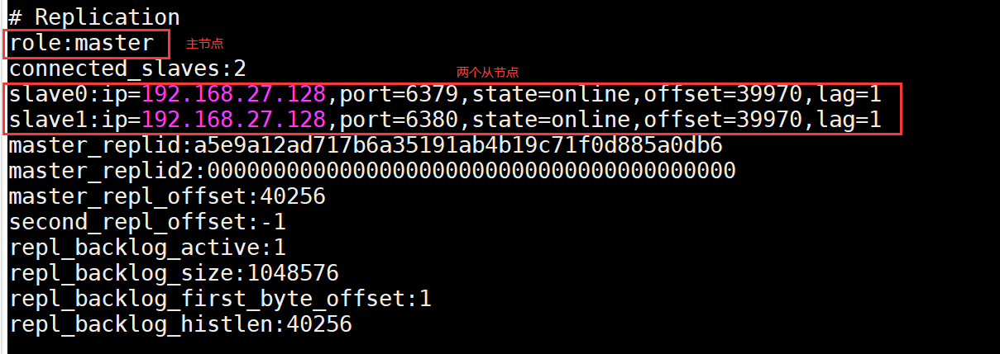 # Replication
role:master 主节点
connected_slaves:2 两个从节点
slave0:ip=192.168.27.128,port=6379,state=online,offset=39970,lag=1
slave1:ip=192.168.27.128,port=6380,state=online,offset=39970,lag=1
master_replid:a5e9a12ad717b6a35191ab4b19c71f0d885a0db6
master_replid2:0000000000000000000000000000000000000000
master_repl_offset:40256
second_repl_offset:-1
repl_backlog_active:1
repl_backlog_size:1048576
repl_backlog_first_byte_offset:1
repl_backlog_histlen:40256